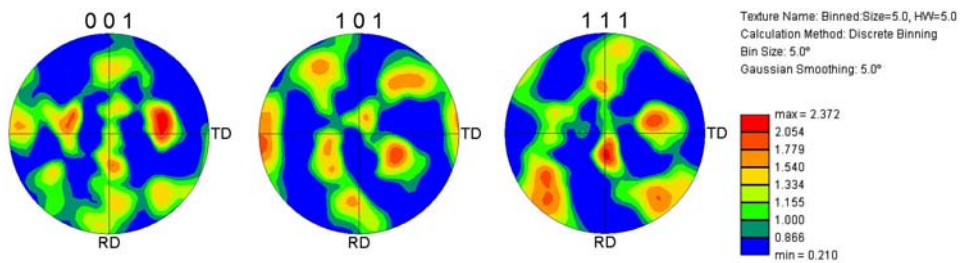 0 0 1
1 0 1
1 1 1
TD
TD
TD
RD
RD
RD
Texture Name: Binned:Size=5.0, HW=5.0
Calculation Method: Discrete Binning
Bin Size: 5.0°
Gaussian Smoothing: 5.0°
max = 2.372
2.054
1.779
1.540
1.334
1.155
1.000
0.866
min = 0.210